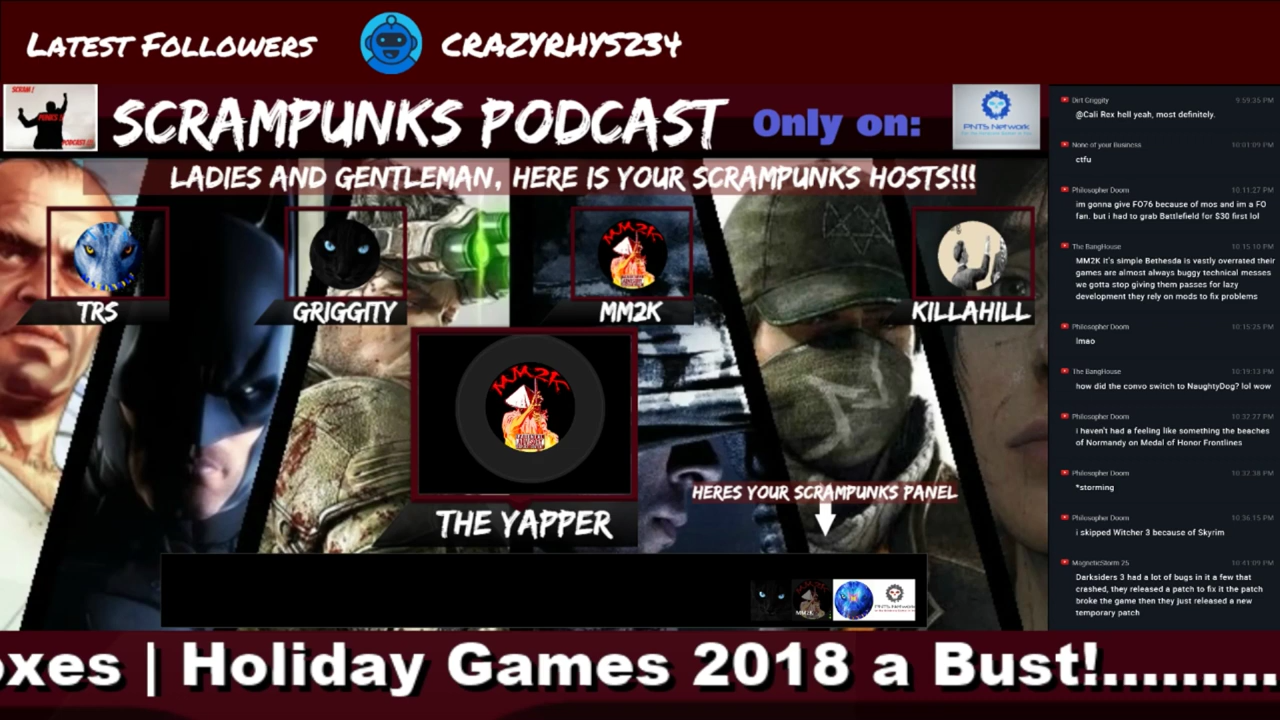 LATEST FOLLOWERS
CRAZYRHYS234
SCRAM!
PUNKS!
PODCAST
SCRAMPUNKS PODCAST
Only on:
PNTS Network
LADIES AND GENTLEMAN, HERE IS YOUR SCRAMPUNKS HOSTS!!!
MM2K
TRS
GRIGGITY
MM2K
KILLAHILL
MM2K
THE YAPPER
HERES YOUR SCRAMPUNKS PANEL
MM2K
PNTS Network
Dirt Griggity 9:59:35 PM
@Cali Rex hell yeah, most definitely.
None of your Business 10:01:09 PM
ctfu
Philosopher Doom 10:11:27 PM
im gonna give FO76 because of mos and im a FO
fan. but i had to grab Battlefield for $30 first lol
The BangHouse 10:15:10 PM
MM2K it's simple Bethesda is vastly overrated their
games are almost always buggy technical messes
we gotta stop giving them passes for lazy
development they rely on mods to fix problems
Philosopher Doom 10:15:25 PM
lmao
The BangHouse 10:19:13 PM
how did the convo switch to NaughtyDog? lol wow
Philosopher Doom 10:32:27 PM
i haven't had a feeling like something the beaches
of Normandy on Medal of Honor Frontlines
Philosopher Doom 10:32:38 PM
*storming
Philosopher Doom 10:36:15 PM
i skipped Witcher 3 because of Skyrim
MagneticStorm 25 10:41:09 PM
Darksiders 3 had a lot of bugs in it a few that
crashed, they released a patch to fix it the patch
broke the game then they just released a new
temporary patch
oxes | Holiday Games 2018 a Bust!.........